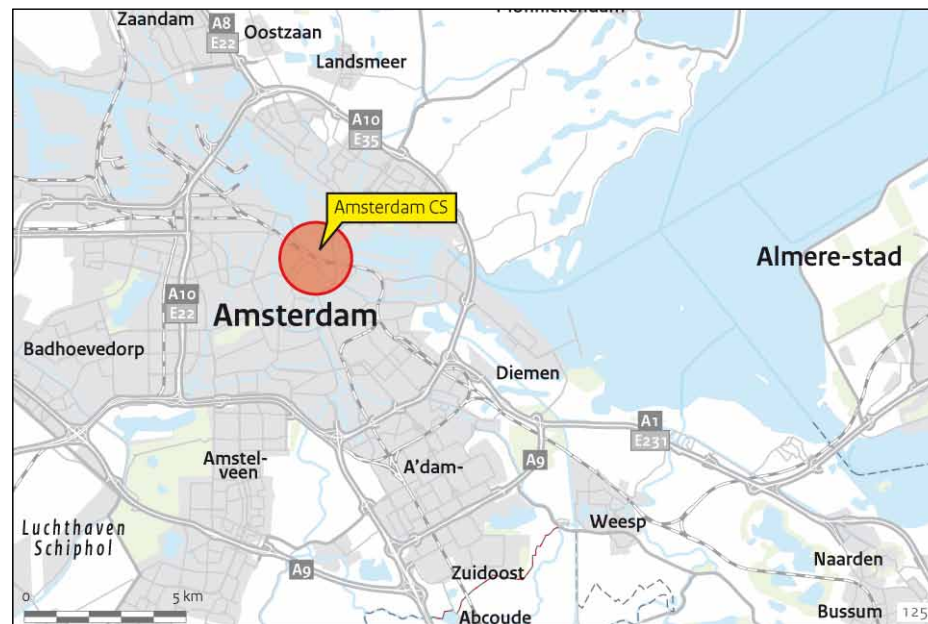 Zaandam
A8
E22
Oostzaan
Landsmeer
A10
E35
Amsterdam CS
Almere-stad
A10
E22
Amsterdam
Badhoevedorp
Diemen
A1
E231
A9
Amstel-
veen
A'dam-
Luchthaven
Schiphol
Weesp
A9
Zuidoost
Naarden
0
5 km
Abcoude
Bussum
125